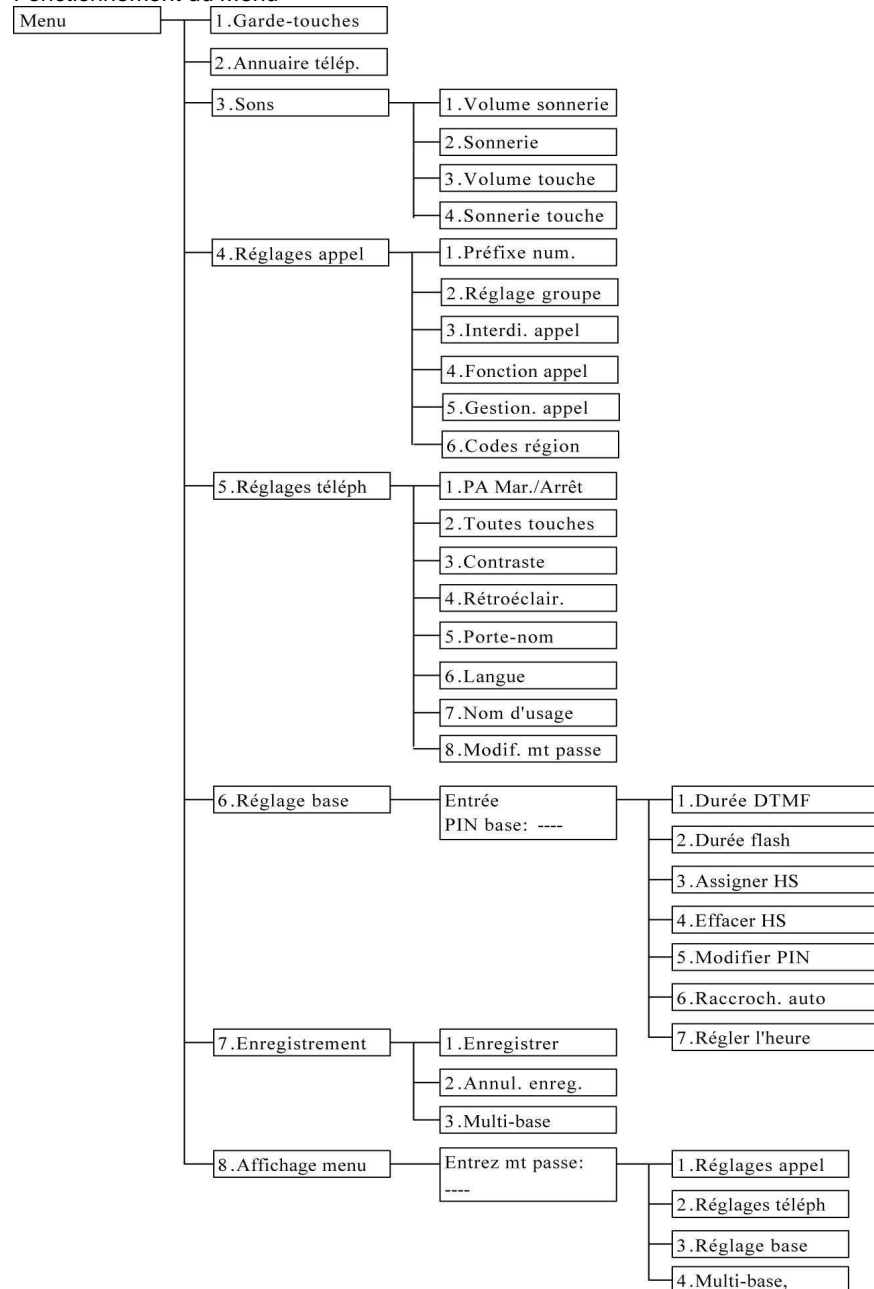 Fonctionnement du Menu
Menu
1.Garde-touches
2.Annuaire télép.
3.Sons
1.Volume sonnerie
2.Sonnerie
3.Volume touche
4.Sonnerie touche
4.Réglages appel
1.Préfixe num.
2.Réglage groupe
3.Interdi. appel
4.Fonction appel
5.Gestion. appel
6.Codes région
5.Réglages téléph
1.PA Mar./Arrêt
2.Toutes touches
3.Contraste
4.Rétroéclair.
5.Porte-nom
6.Langue
7.Nom d'usage
8.Modif. mt passe
6.Réglage base
Entrée
PIN base: ----
1.Durée DTMF
2.Durée flash
3.Assigner HS
4.Effacer HS
5.Modifier PIN
6.Raccroch. auto
7.Régler l'heure
7.Enregistrement
1.Enregistrer
2.Annul. enreg.
3.Multi-base
8.Affichage menu
Entrez mt passe:
----
1.Réglages appel
2.Réglages téléph
3.Réglage base
4.Multi-base,